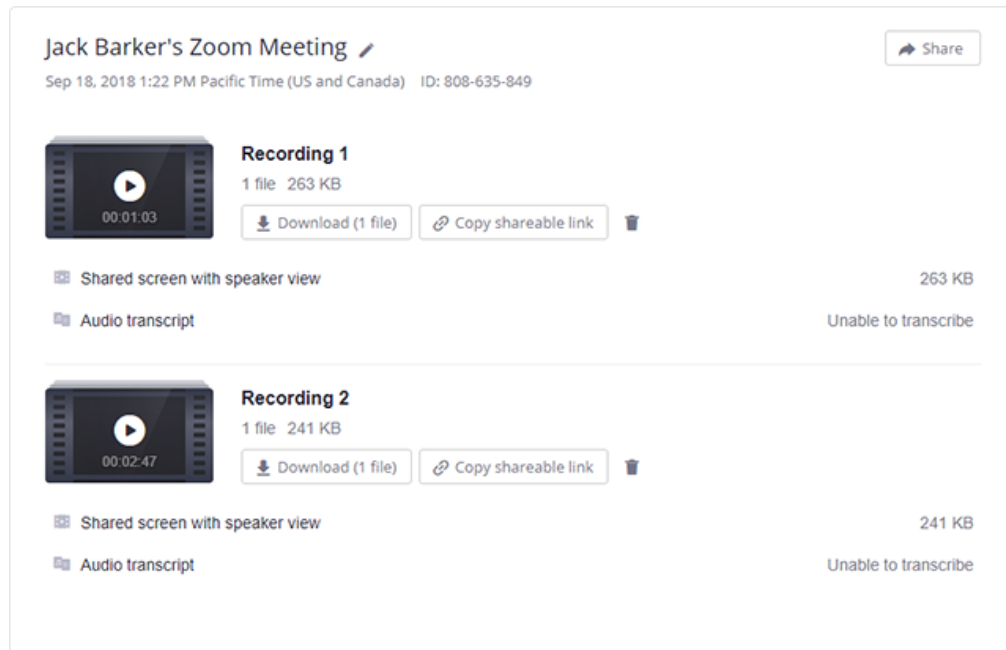 Jack Barker's Zoom Meeting
Share
Sep 18, 2018 1:22 PM Pacific Time (US and Canada) ID: 808-635-849
Recording 1
1 file 263 KB
00:01:03
Download (1 file) Copy shareable link
Shared screen with speaker view 263 KB
Audio transcript Unable to transcribe
Recording 2
1 file 241 KB
00:02:47
Download (1 file) Copy shareable link
Shared screen with speaker view 241 KB
Audio transcript Unable to transcribe